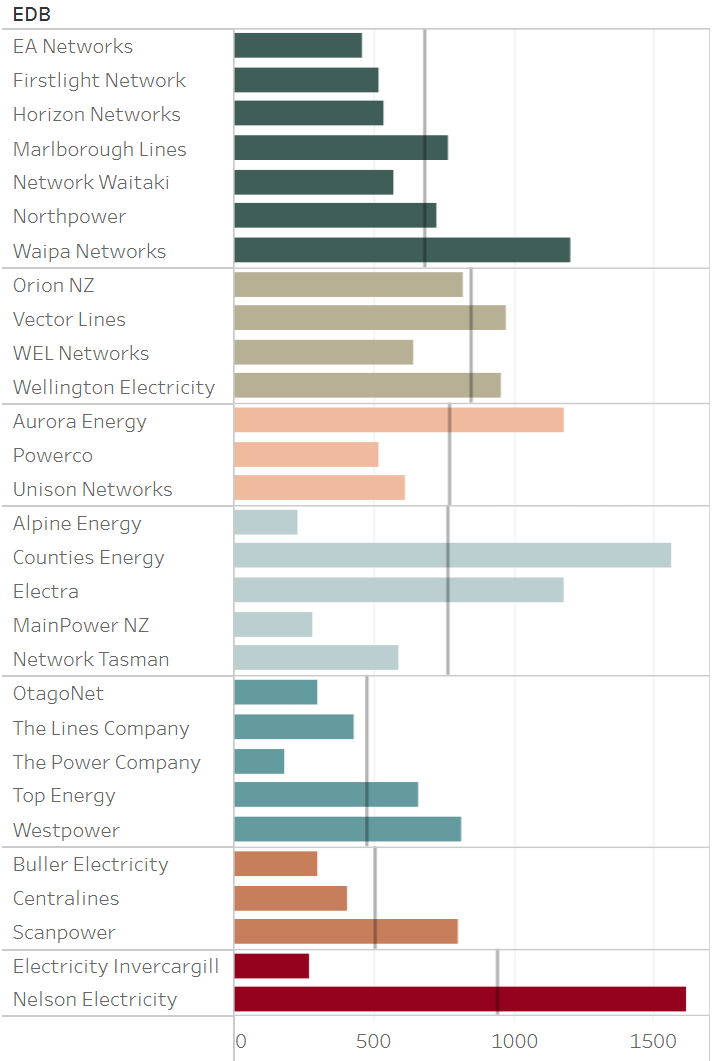 EDB
EA Networks
Firstlight Network
Horizon Networks
Marlborough Lines
Network Waitaki
Northpower
Waipa Networks
Orion NZ
Vector Lines
WEL Networks
Wellington Electricity
Aurora Energy
Powerco
Unison Networks
Alpine Energy
Counties Energy
Electra
MainPower NZ
Network Tasman
OtagoNet
The Lines Company
The Power Company
Top Energy
Westpower
Buller Electricity
Centralines
Scanpower
Electricity Invercargill
Nelson Electricity
0 500 1000 1500